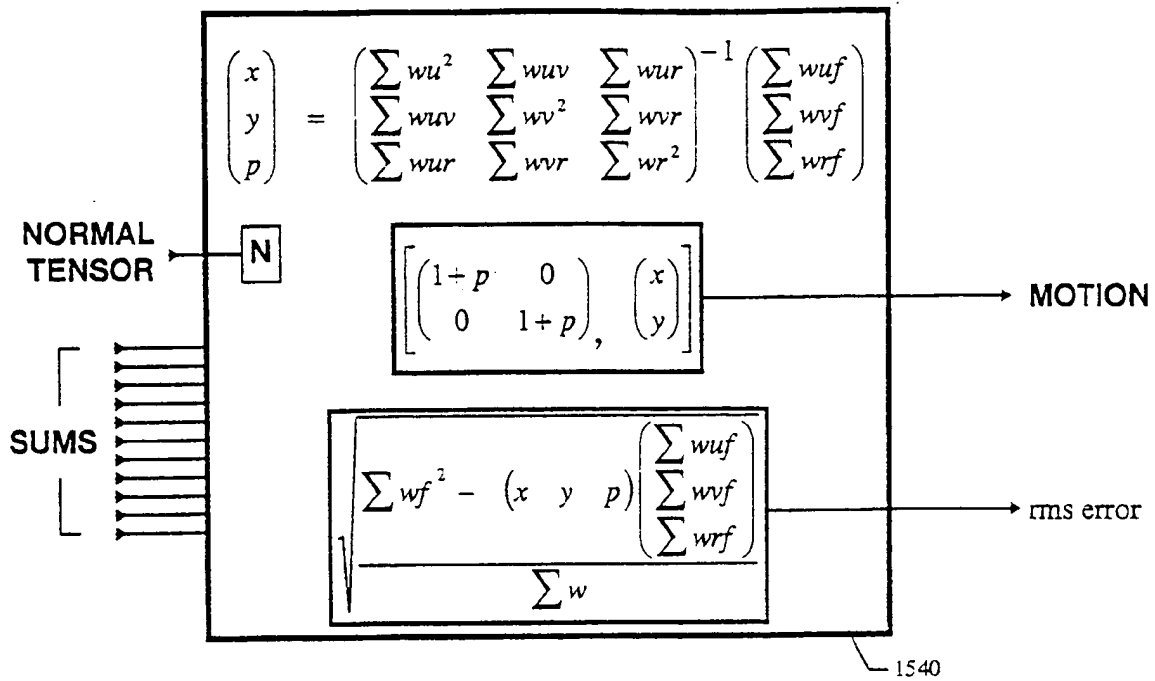 (x y p) = (∑wu² ∑wuv ∑wur
∑wuv ∑wv² ∑wvr
∑wur ∑wvr ∑wr²)⁻¹ (∑wuf ∑wvf ∑wrf)
NORMAL
TENSOR
N
[(1+p 0
0 1+p), (x y)]
MOTION
SUMS
√((∑wf² - (x y p)(∑wuf ∑wvf ∑wrf)) / ∑w)
rms error
1540